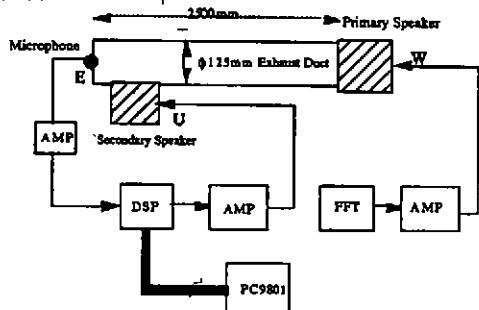 2500mm
Primary Speaker
Microphone
E
φ125mm Exhaust Duct
W
U
Secondary Speaker
AMP
DSP
AMP
FFT
AMP
PC9801